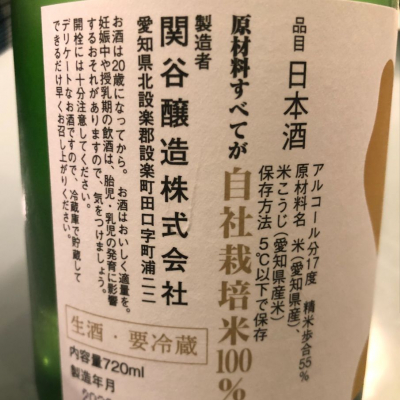 品目 日本酒
アルコール分17度 精米歩合55%
原材料名 米(愛知県産)、
米こうじ(愛知県産米)
保存方法 5℃以下で保存
原材料すべてが
自社栽培米100%
製造者
関谷醸造株式会社
愛知県北設楽郡設楽町田口字町浦二二
お酒は20歳になってから。お酒はおいしく適量を。
妊娠中や授乳期の飲酒は、胎児・乳児の発育に影響
するおそれがありますので、気をつけましょう。
開栓には十分注意してください。
デリケートなお酒ですので、冷蔵庫で貯蔵して
できるだけ早くお召し上がりください。
生酒・要冷蔵
内容量720ml
製造年月